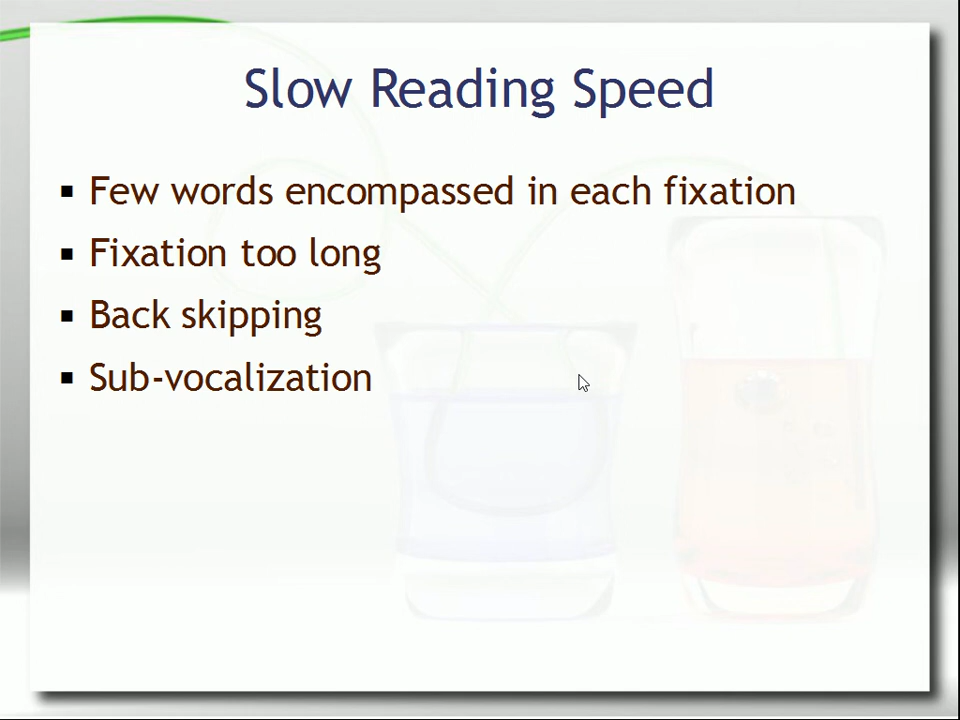 Slow Reading Speed
Few words encompassed in each fixation
Fixation too long
Back skipping
Sub-vocalization